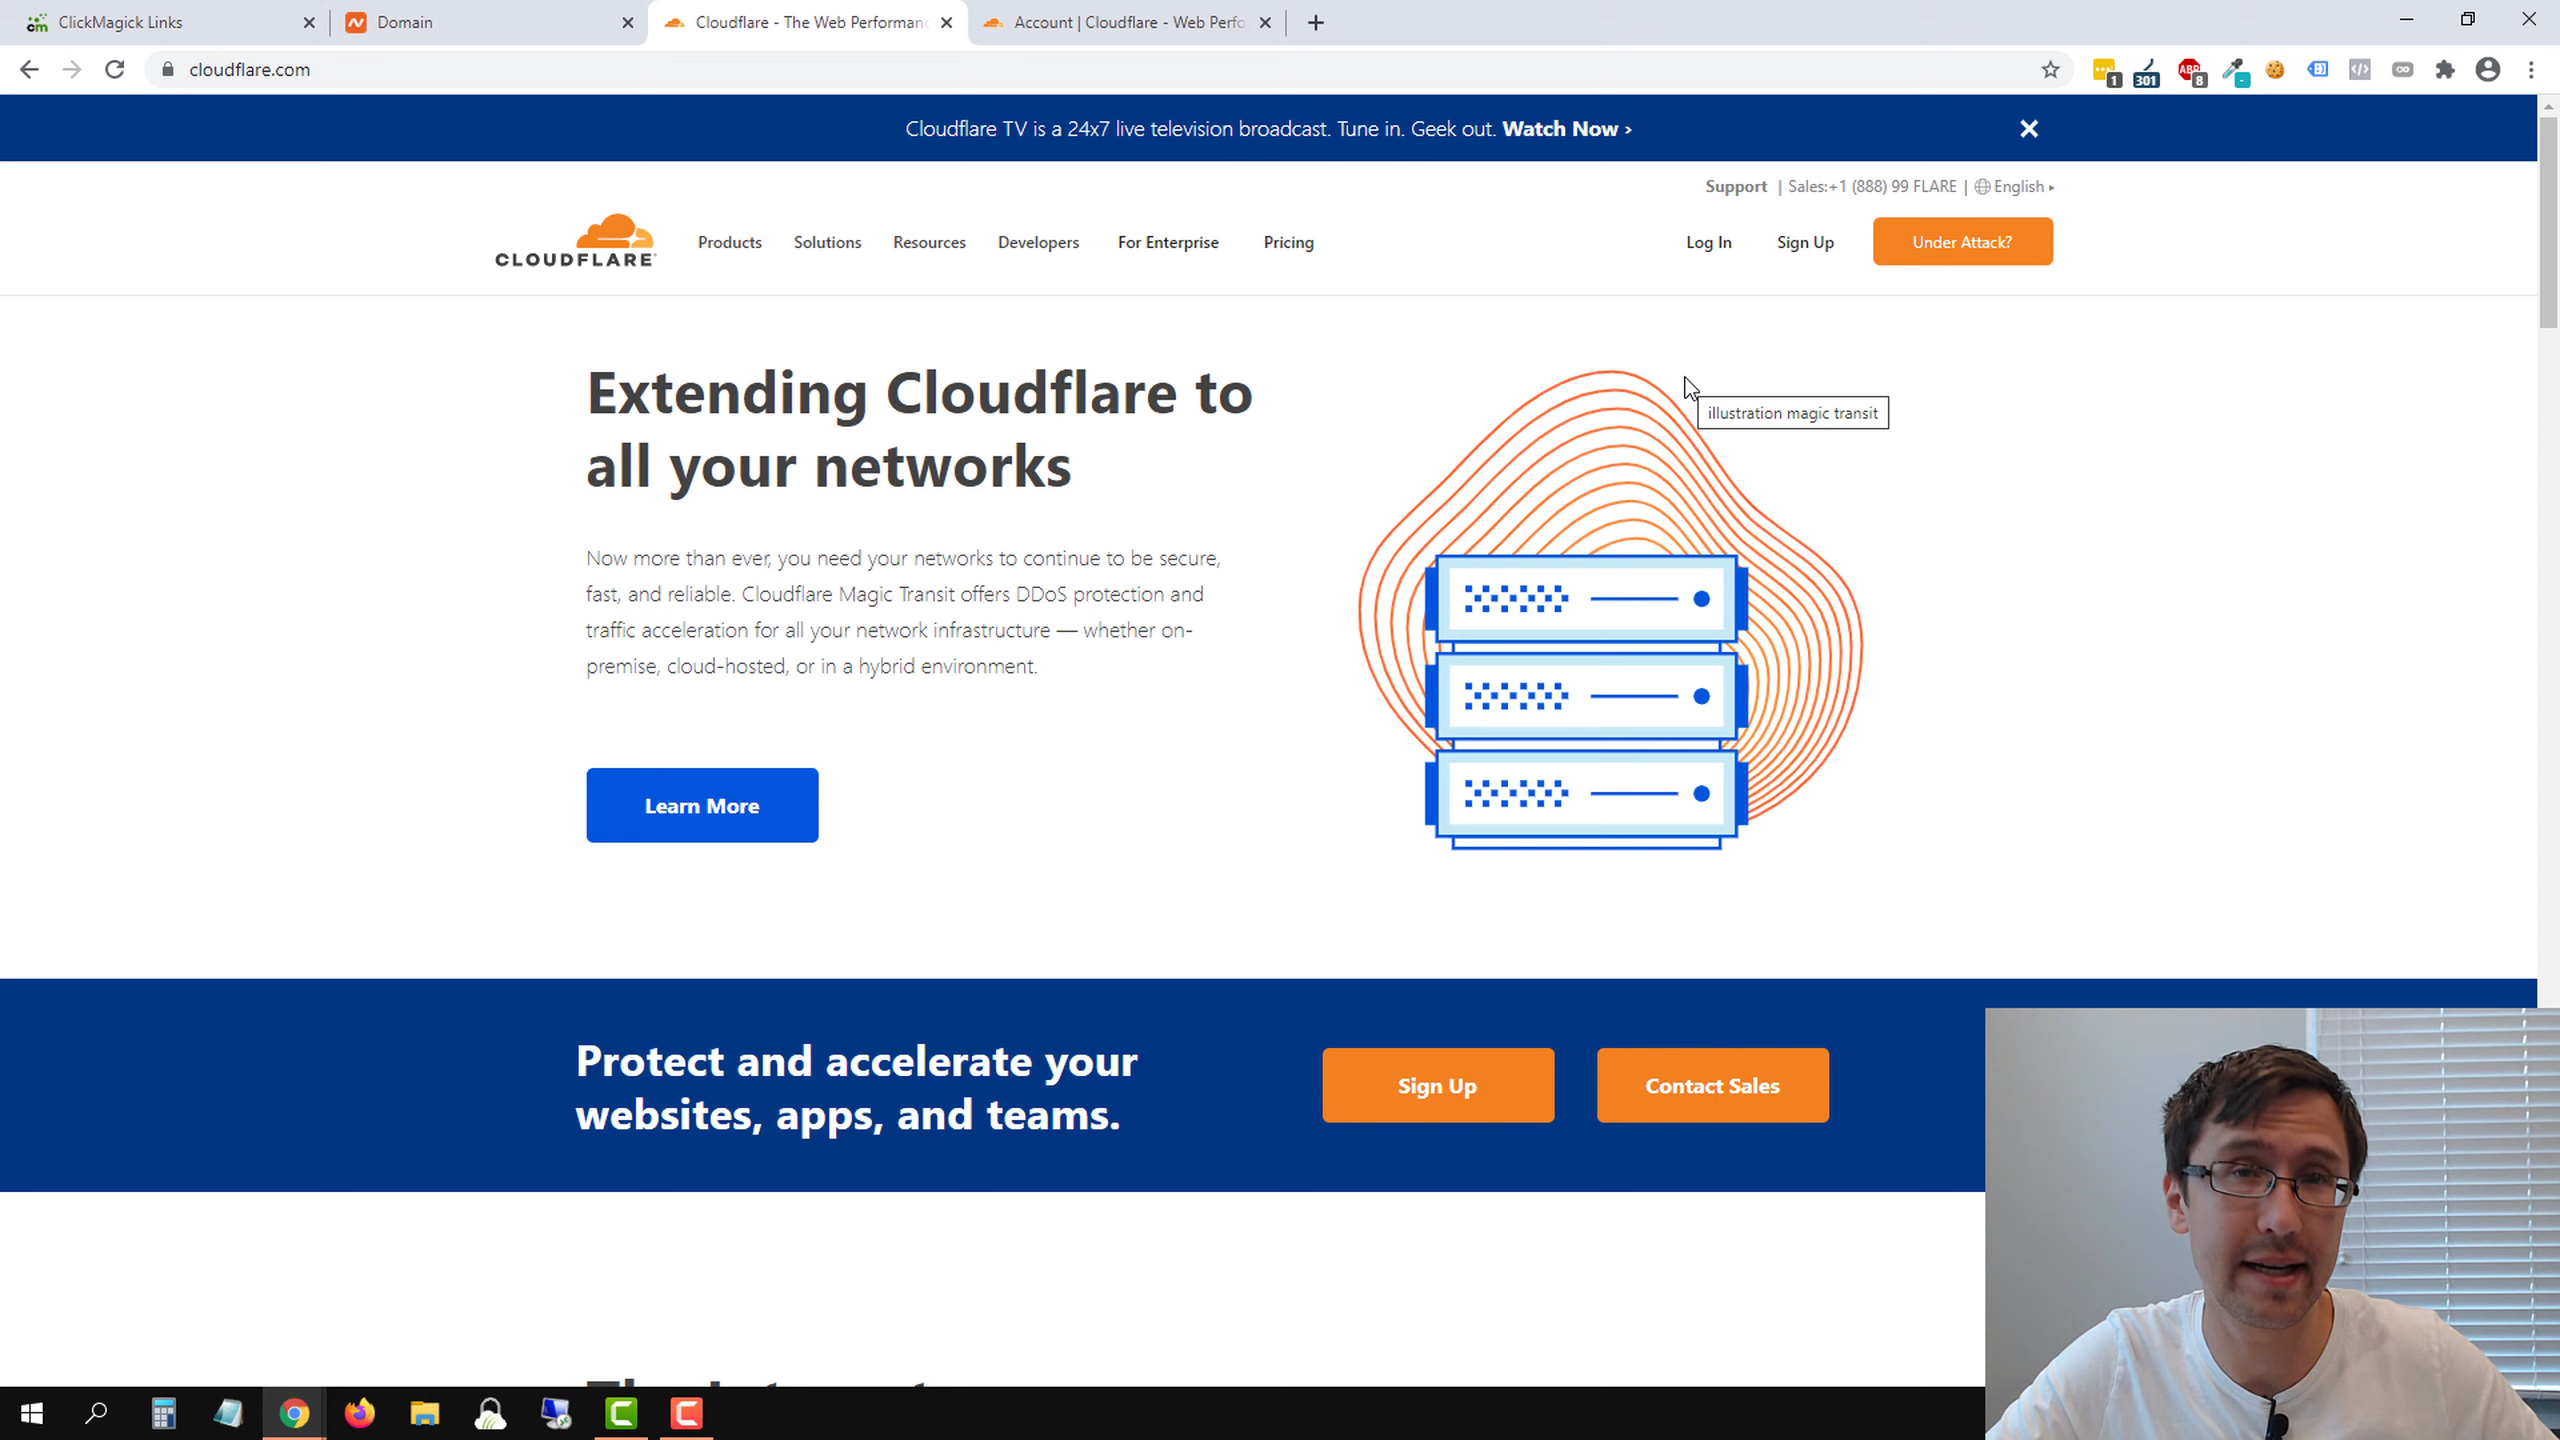 ClickMagick Links
Domain
Cloudflare - The Web Performanc
Account | Cloudflare - Web Perfo
cloudflare.com
1
301
ABP
8
Cloudflare TV is a 24x7 live television broadcast. Tune in. Geek out. Watch Now ›
Support | Sales:+1 (888) 99 FLARE | English ▸
CLOUDFLARE
Products
Solutions
Resources
Developers
For Enterprise
Pricing
Log In
Sign Up
Under Attack?
Extending Cloudflare to
all your networks
illustration magic transit
Now more than ever, you need your networks to continue to be secure,
fast, and reliable. Cloudflare Magic Transit offers DDoS protection and
traffic acceleration for all your network infrastructure — whether on-
premise, cloud-hosted, or in a hybrid environment.
Learn More
Protect and accelerate your
websites, apps, and teams.
Sign Up
Contact Sales